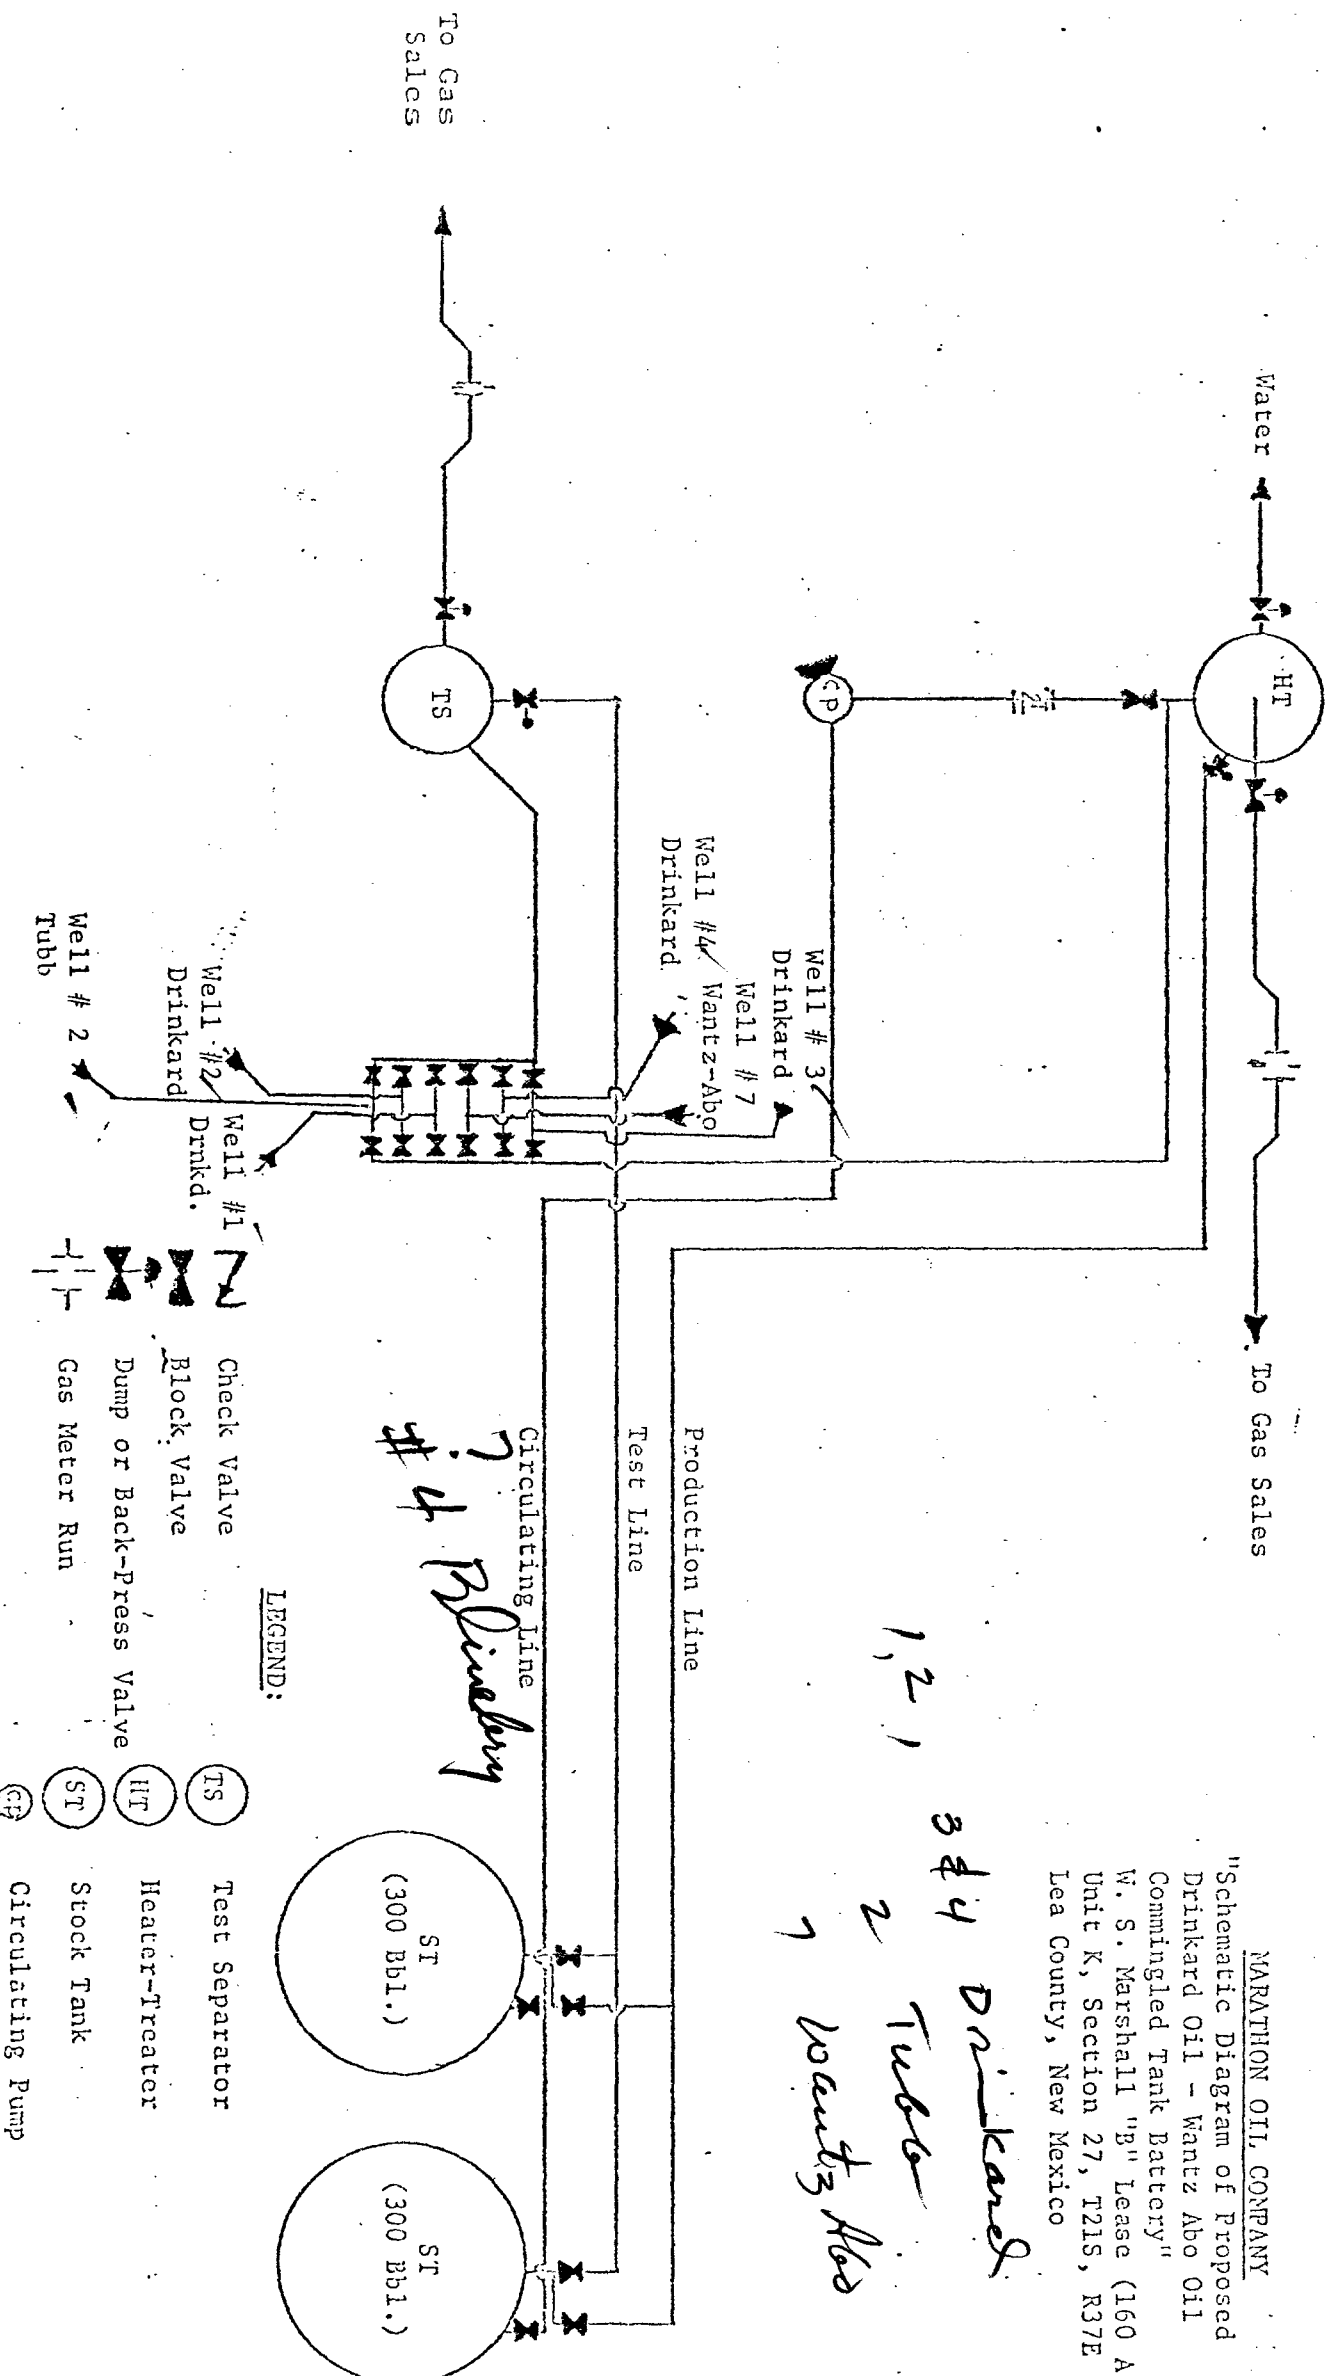 MARATHON OIL COMPANY
"Schematic Diagram of Proposed
Drinkard Oil - Wantz Abo Oil
Commingled Tank Battery"
W. S. Marshall "B" Lease (160 A
Unit K, Section 27, T21S, R37E
Lea County, New Mexico
1, 2, 3 & 4 Drinkard
2 Tubb
7 Wantz Abo
Water
HT
To Gas Sales
CP
Well # 3
Drinkard
Well # 7
Wantz-Abo
Well #4
Drinkard
Production Line
Test Line
Circulating Line
? #4 Blinebry
To Gas
Sales
TS
ST
(300 Bbl.)
ST
(300 Bbl.)
Well #2
Drinkard
Well #1
Drnkd.
Well # 2
Tubb
LEGEND:
Check Valve
Block Valve
Dump or Back-Press Valve
Gas Meter Run
TS Test Separator
HT Heater-Treater
ST Stock Tank
CP Circulating Pump